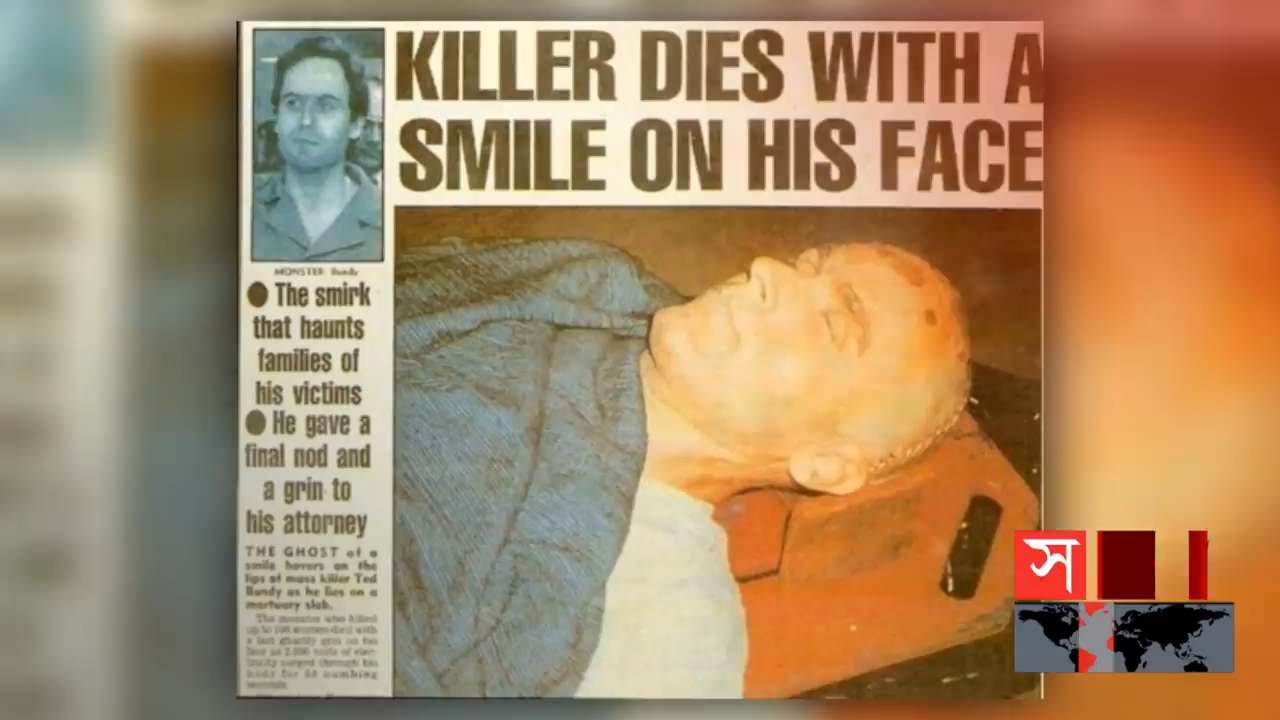 KILLER DIES WITH A
SMILE ON HIS FACE
MONSTER: Bundy
● The smirk
that haunts
families of
his victims
● He gave a
final nod and
a grin to
his attorney
THE GHOST of a
smile hovers on the
lips of mass killer Ted
Bundy as he lies on a
mortuary slab.
The monster who killed
up to 100 women died with
a last ghastly grin on his
face as 2,000 volts of elec-
tricity surged through his
body for 64 numbing
seconds.
স